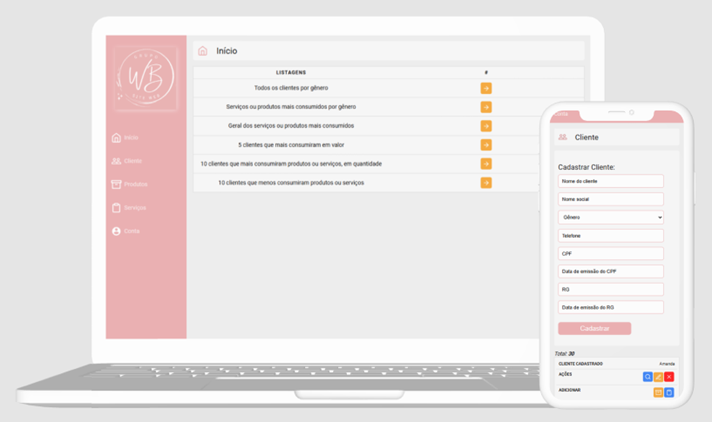 WB
Início
Cliente
Produtos
Serviços
Conta
Início
LISTAGENS #
Todos os clientes por gênero
Serviços ou produtos mais consumidos por gênero
Geral dos serviços ou produtos mais consumidos
5 clientes que mais consumiram em valor
10 clientes que mais consumiram produtos ou serviços, em quantidade
10 clientes que menos consumiram produtos ou serviços
Cliente
Cadastrar Cliente:
Nome do cliente
Nome social
Gênero
Telefone
CPF
Data de emissão do CPF
RG
Data de emissão do RG
Cadastrar
Total: 30
CLIENTE CADASTRADO Amanda
AÇÕES
ADICIONAR